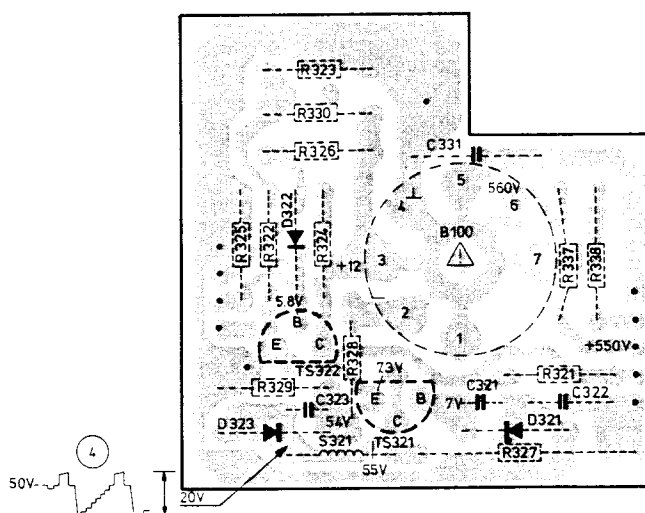 R323
R330
R326
C331
5
560V
4
6
D322
R325
R322
R324
B100
+12
3
7
R337
R338
2
5.8V
B
E
C
TS322
1
+550V
R328
R329
73V
R321
C321
C322
E
B
C323
7V
54V
C
D321
D323
S321
TS321
R327
55V
4
50V
20V